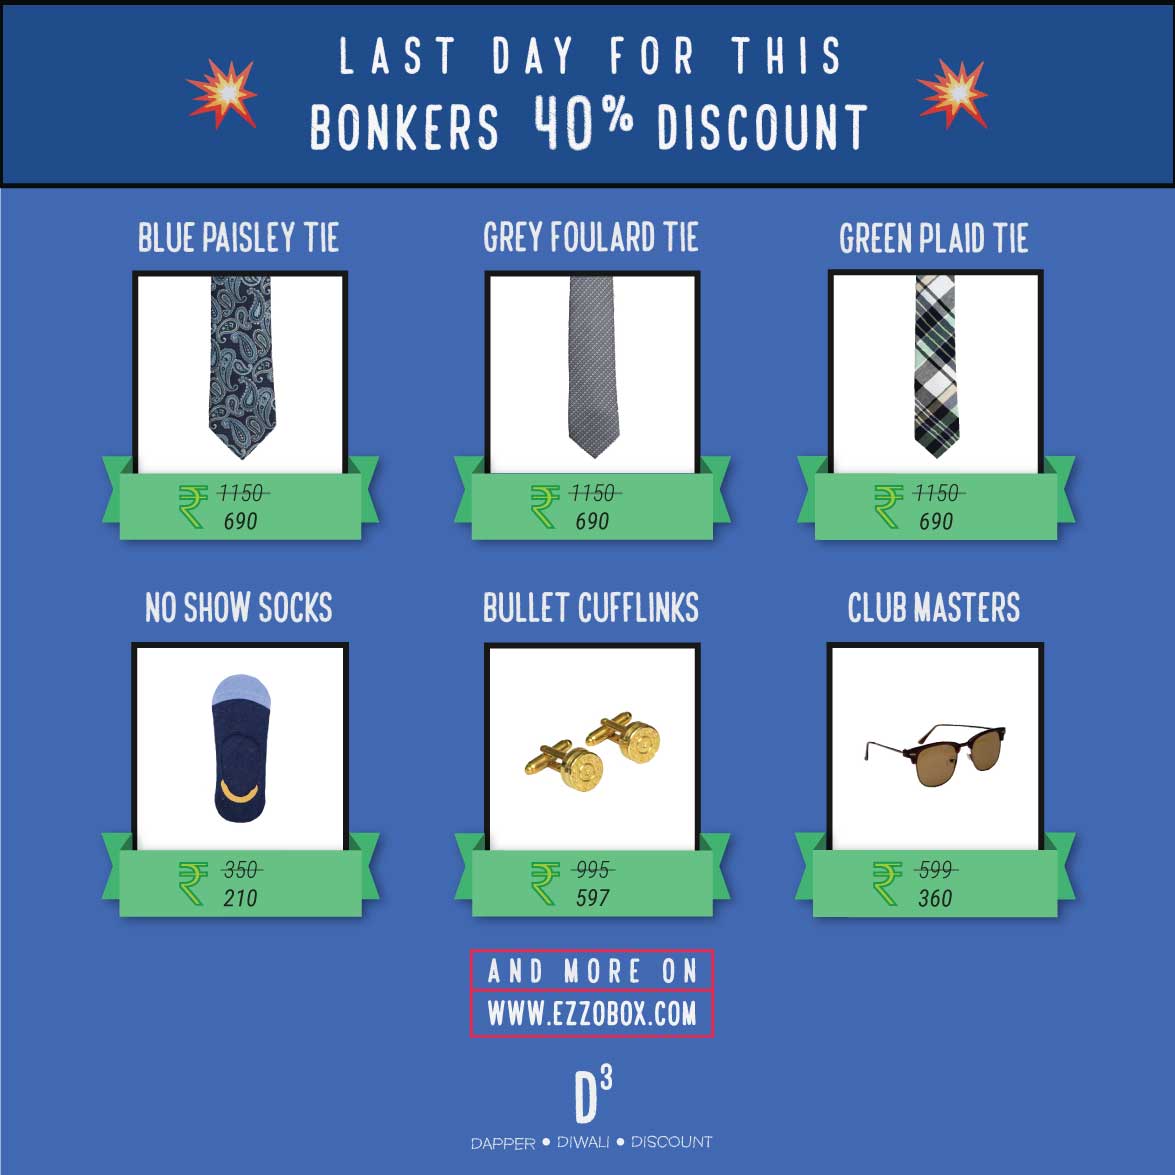 LAST DAY FOR THIS
BONKERS 40% DISCOUNT
BLUE PAISLEY TIE
GREY FOULARD TIE
GREEN PLAID TIE
₹ 1150
690
₹ 1150
690
₹ 1150
690
NO SHOW SOCKS
BULLET CUFFLINKS
CLUB MASTERS
₹ 350
210
₹ 995
597
₹ 599
360
AND MORE ON
WWW.EZZOBOX.COM
D³
DAPPER • DIWALI • DISCOUNT